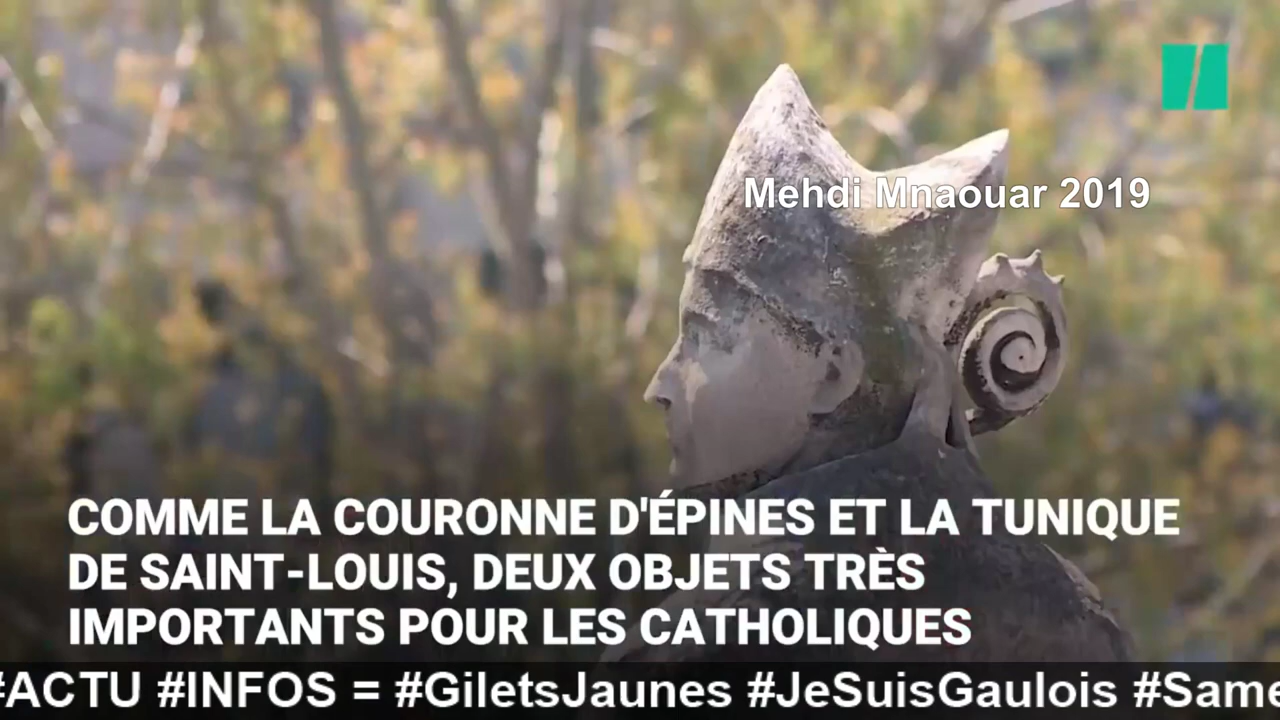 Mehdi Mnaouar 2019
COMME LA COURONNE D'ÉPINES ET LA TUNIQUE
DE SAINT-LOUIS, DEUX OBJETS TRÈS
IMPORTANTS POUR LES CATHOLIQUES
#ACTU #INFOS = #GiletsJaunes #JeSuisGaulois #Same